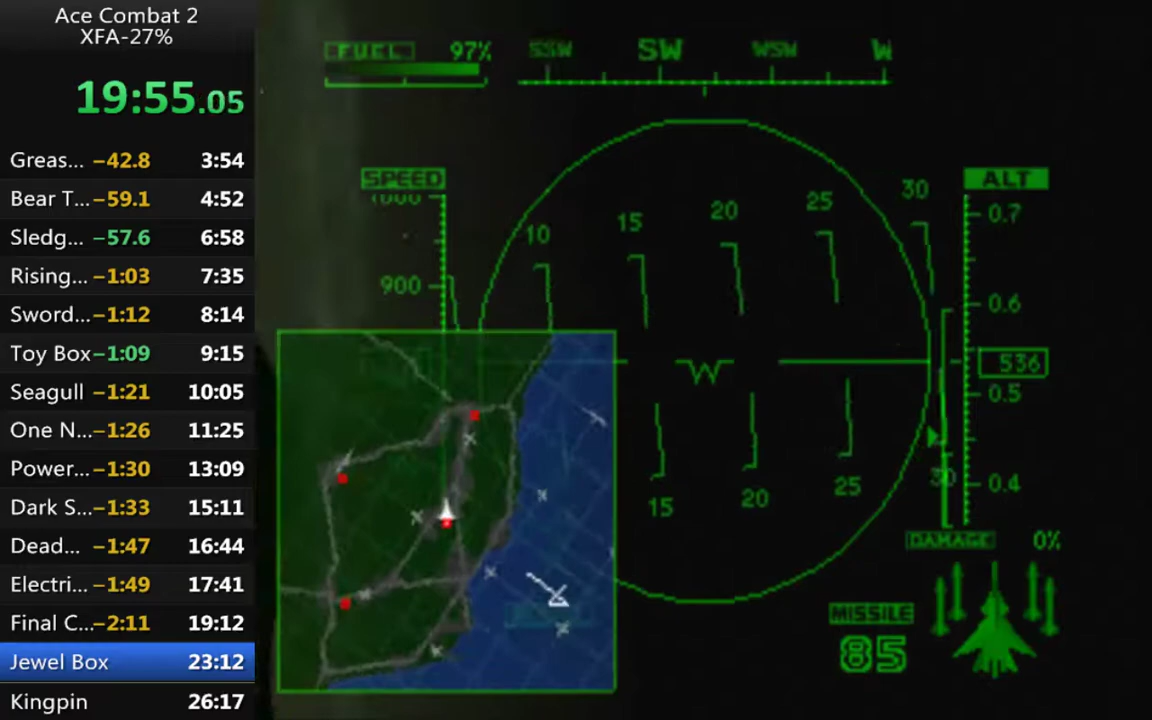 Ace Combat 2
XFA-27%
19:55.05
Greas... −42.8 3:54
Bear T... −59.1 4:52
Sledg... −57.6 6:58
Rising... −1:03 7:35
Sword... −1:12 8:14
Toy Box −1:09 9:15
Seagull −1:21 10:05
One N... −1:26 11:25
Power... −1:30 13:09
Dark S... −1:33 15:11
Dead... −1:47 16:44
Electri... −1:49 17:41
Final C... −2:11 19:12
Jewel Box 23:12
Kingpin 26:17
FUEL 97%
SSW SW WSW W
SPEED
1000
900
10 15 20 25 30
15 20 25 30
ALT
0.7
0.6
536
0.5
0.4
DAMAGE 0%
MISSILE
85